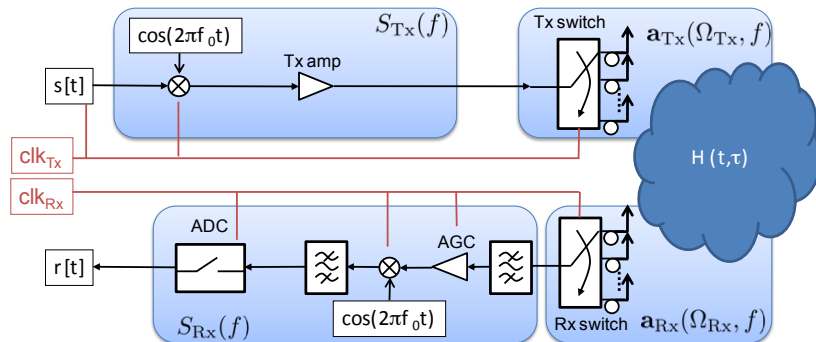 S_Tx(f)
Tx switch
a_Tx(Ω_Tx, f)
cos(2πf₀t)
Tx amp
s[t]
clk_Tx
H (t,τ)
clk_Rx
ADC
AGC
r[t]
cos(2πf₀t)
S_Rx(f)
Rx switch
a_Rx(Ω_Rx, f)